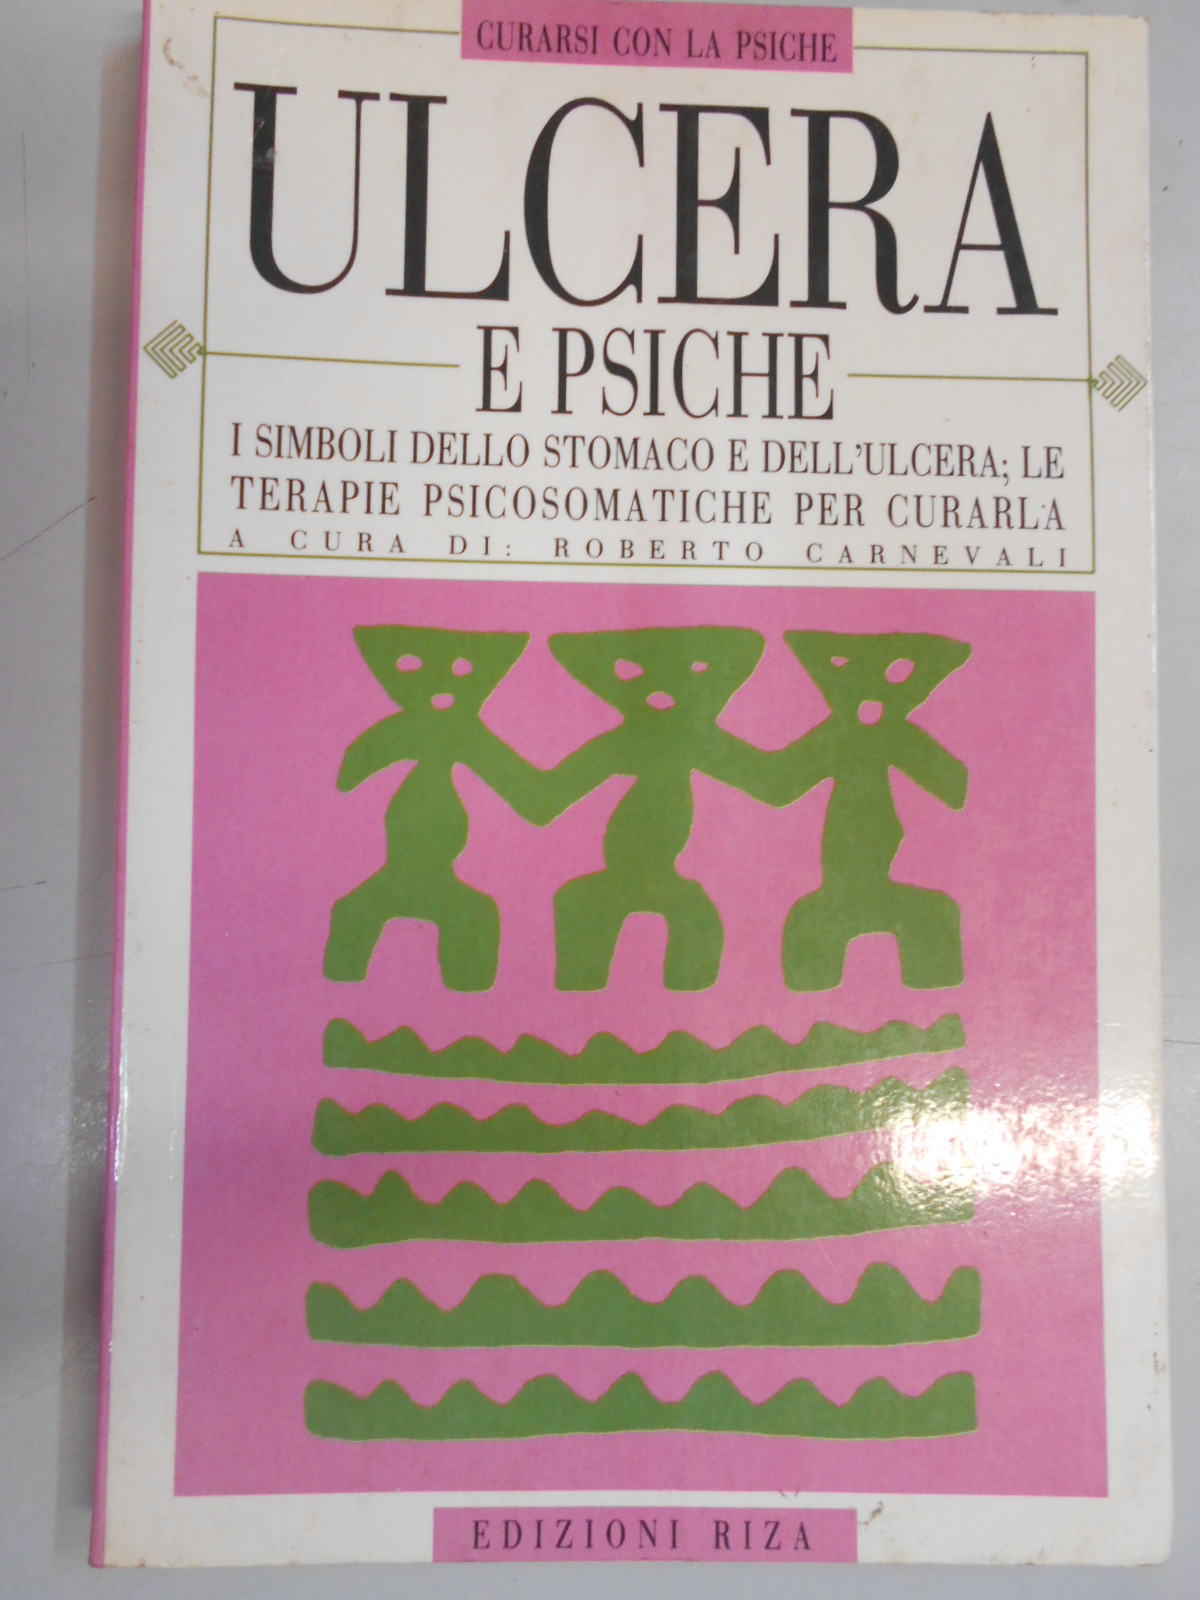 CURARSI CON LA PSICHE
ULCERA
E PSICHE
I SIMBOLI DELLO STOMACO E DELL'ULCERA; LE
TERAPIE PSICOSOMATICHE PER CURARLA
A CURA DI: ROBERTO CARNEVALI
EDIZIONI RIZA